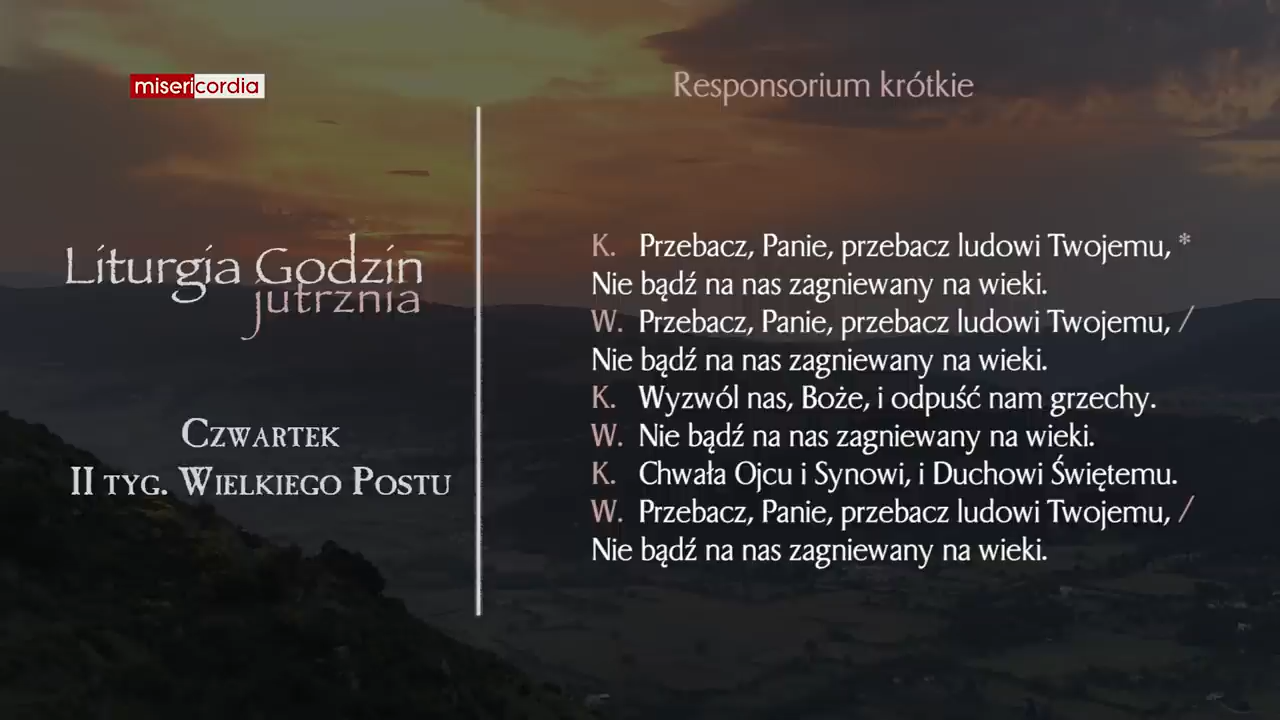 misericordia
Responsorium krótkie
Liturgia Godzin
jutrznia
Czwartek
II tyg. Wielkiego Postu
K. Przebacz, Panie, przebacz ludowi Twojemu, *
Nie bądź na nas zagniewany na wieki.
W. Przebacz, Panie, przebacz ludowi Twojemu, /
Nie bądź na nas zagniewany na wieki.
K. Wyzwól nas, Boże, i odpuść nam grzechy.
W. Nie bądź na nas zagniewany na wieki.
K. Chwała Ojcu i Synowi, i Duchowi Świętemu.
W. Przebacz, Panie, przebacz ludowi Twojemu, /
Nie bądź na nas zagniewany na wieki.